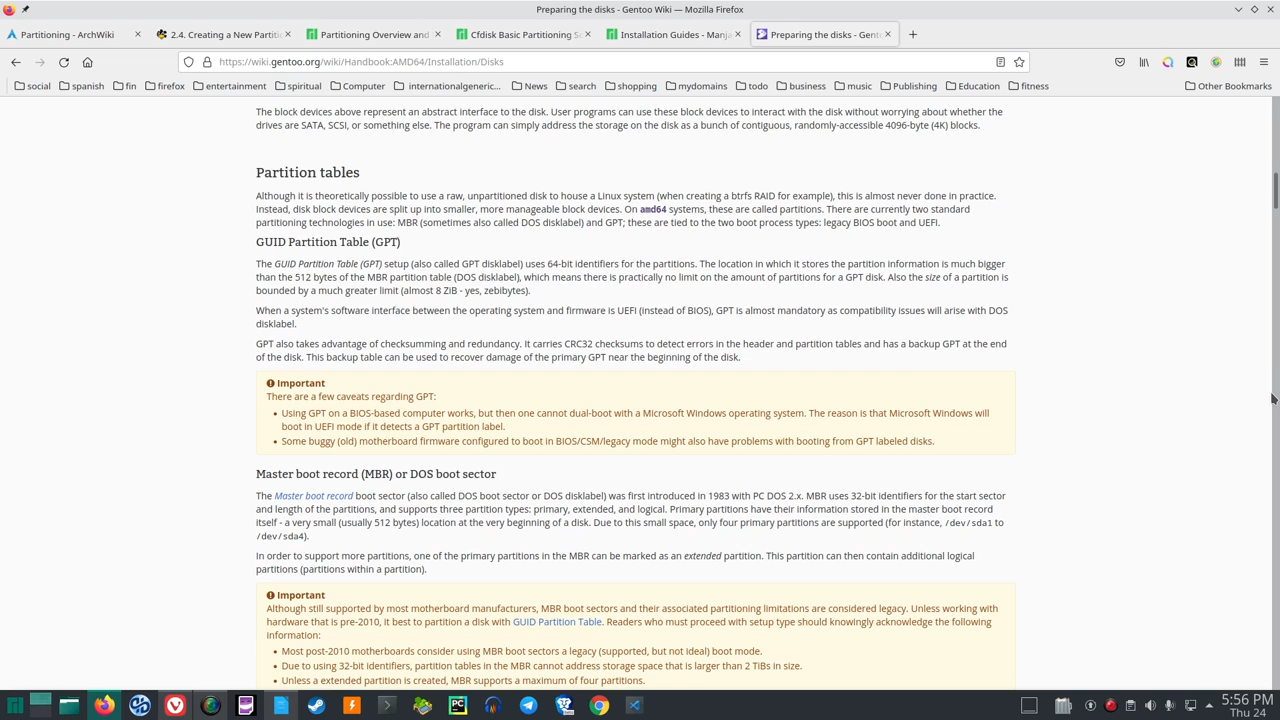 Preparing the disks - Gentoo Wiki — Mozilla Firefox
Partitioning - ArchWiki
2.4. Creating a New Partiti
Partitioning Overview and
Cfdisk Basic Partitioning S
Installation Guides - Manja
Preparing the disks - Gent
https://wiki.gentoo.org/wiki/Handbook:AMD64/Installation/Disks
social spanish fin firefox entertainment spiritual Computer internationalgeneric... News search shopping mydomains todo business music Publishing Education fitness Other Bookmarks
The block devices above represent an abstract interface to the disk. User programs can use these block devices to interact with the disk without worrying about whether the
drives are SATA, SCSI, or something else. The program can simply address the storage on the disk as a bunch of contiguous, randomly-accessible 4096-byte (4K) blocks.
Partition tables
Although it is theoretically possible to use a raw, unpartitioned disk to house a Linux system (when creating a btrfs RAID for example), this is almost never done in practice.
Instead, disk block devices are split up into smaller, more manageable block devices. On amd64 systems, these are called partitions. There are currently two standard
partitioning technologies in use: MBR (sometimes also called DOS disklabel) and GPT; these are tied to the two boot process types: legacy BIOS boot and UEFI.
GUID Partition Table (GPT)
The GUID Partition Table (GPT) setup (also called GPT disklabel) uses 64-bit identifiers for the partitions. The location in which it stores the partition information is much bigger
than the 512 bytes of the MBR partition table (DOS disklabel), which means there is practically no limit on the amount of partitions for a GPT disk. Also the size of a partition is
bounded by a much greater limit (almost 8 ZiB - yes, zebibytes).
When a system's software interface between the operating system and firmware is UEFI (instead of BIOS), GPT is almost mandatory as compatibility issues will arise with DOS
disklabel.
GPT also takes advantage of checksumming and redundancy. It carries CRC32 checksums to detect errors in the header and partition tables and has a backup GPT at the end
of the disk. This backup table can be used to recover damage of the primary GPT near the beginning of the disk.
Important
There are a few caveats regarding GPT:
• Using GPT on a BIOS-based computer works, but then one cannot dual-boot with a Microsoft Windows operating system. The reason is that Microsoft Windows will
boot in UEFI mode if it detects a GPT partition label.
• Some buggy (old) motherboard firmware configured to boot in BIOS/CSM/legacy mode might also have problems with booting from GPT labeled disks.
Master boot record (MBR) or DOS boot sector
The Master boot record boot sector (also called DOS boot sector or DOS disklabel) was first introduced in 1983 with PC DOS 2.x. MBR uses 32-bit identifiers for the start sector
and length of the partitions, and supports three partition types: primary, extended, and logical. Primary partitions have their information stored in the master boot record
itself - a very small (usually 512 bytes) location at the very beginning of a disk. Due to this small space, only four primary partitions are supported (for instance, /dev/sda1 to
/dev/sda4).
In order to support more partitions, one of the primary partitions in the MBR can be marked as an extended partition. This partition can then contain additional logical
partitions (partitions within a partition).
Important
Although still supported by most motherboard manufacturers, MBR boot sectors and their associated partitioning limitations are considered legacy. Unless working with
hardware that is pre-2010, it best to partition a disk with GUID Partition Table. Readers who must proceed with setup type should knowingly acknowledge the following
information:
• Most post-2010 motherboards consider using MBR boot sectors a legacy (supported, but not ideal) boot mode.
• Due to using 32-bit identifiers, partition tables in the MBR cannot address storage space that is larger than 2 TiBs in size.
• Unless a extended partition is created, MBR supports a maximum of four partitions.
5:56 PM
Thu 24